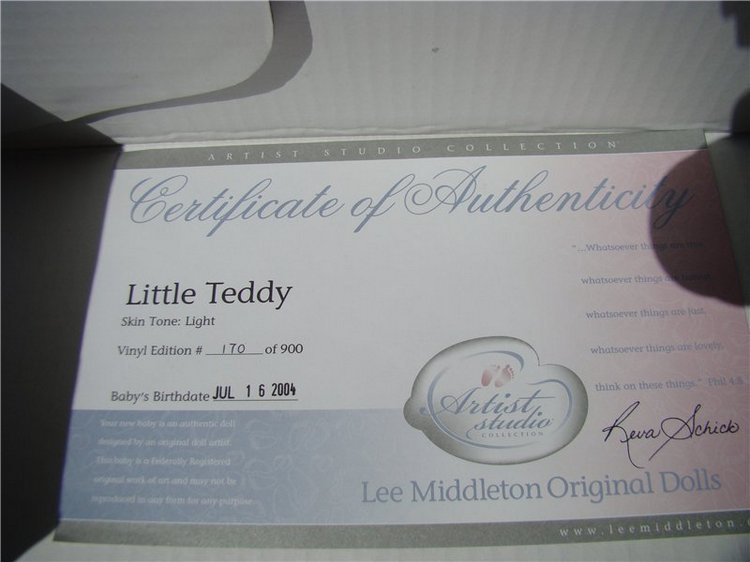 ARTIST STUDIO COLLECTION
Certificate of Authenticity
"...Whatsoever things are true,
Little Teddy
whatsoever things are honest,
Skin Tone: Light
whatsoever things are just,
Vinyl Edition # 170 of 900
whatsoever things are lovely,
think on these things." Phil 4:8
Baby's Birthdate JUL 16 2004
Artist
studio
COLLECTION
Your new baby is an authentic doll
designed by an original doll artist.
This baby is a Federally Registered
original work of art and may not be
reproduced in any form for any purpose.
Reva Schick
Lee Middleton Original Dolls
www.leemiddleton.